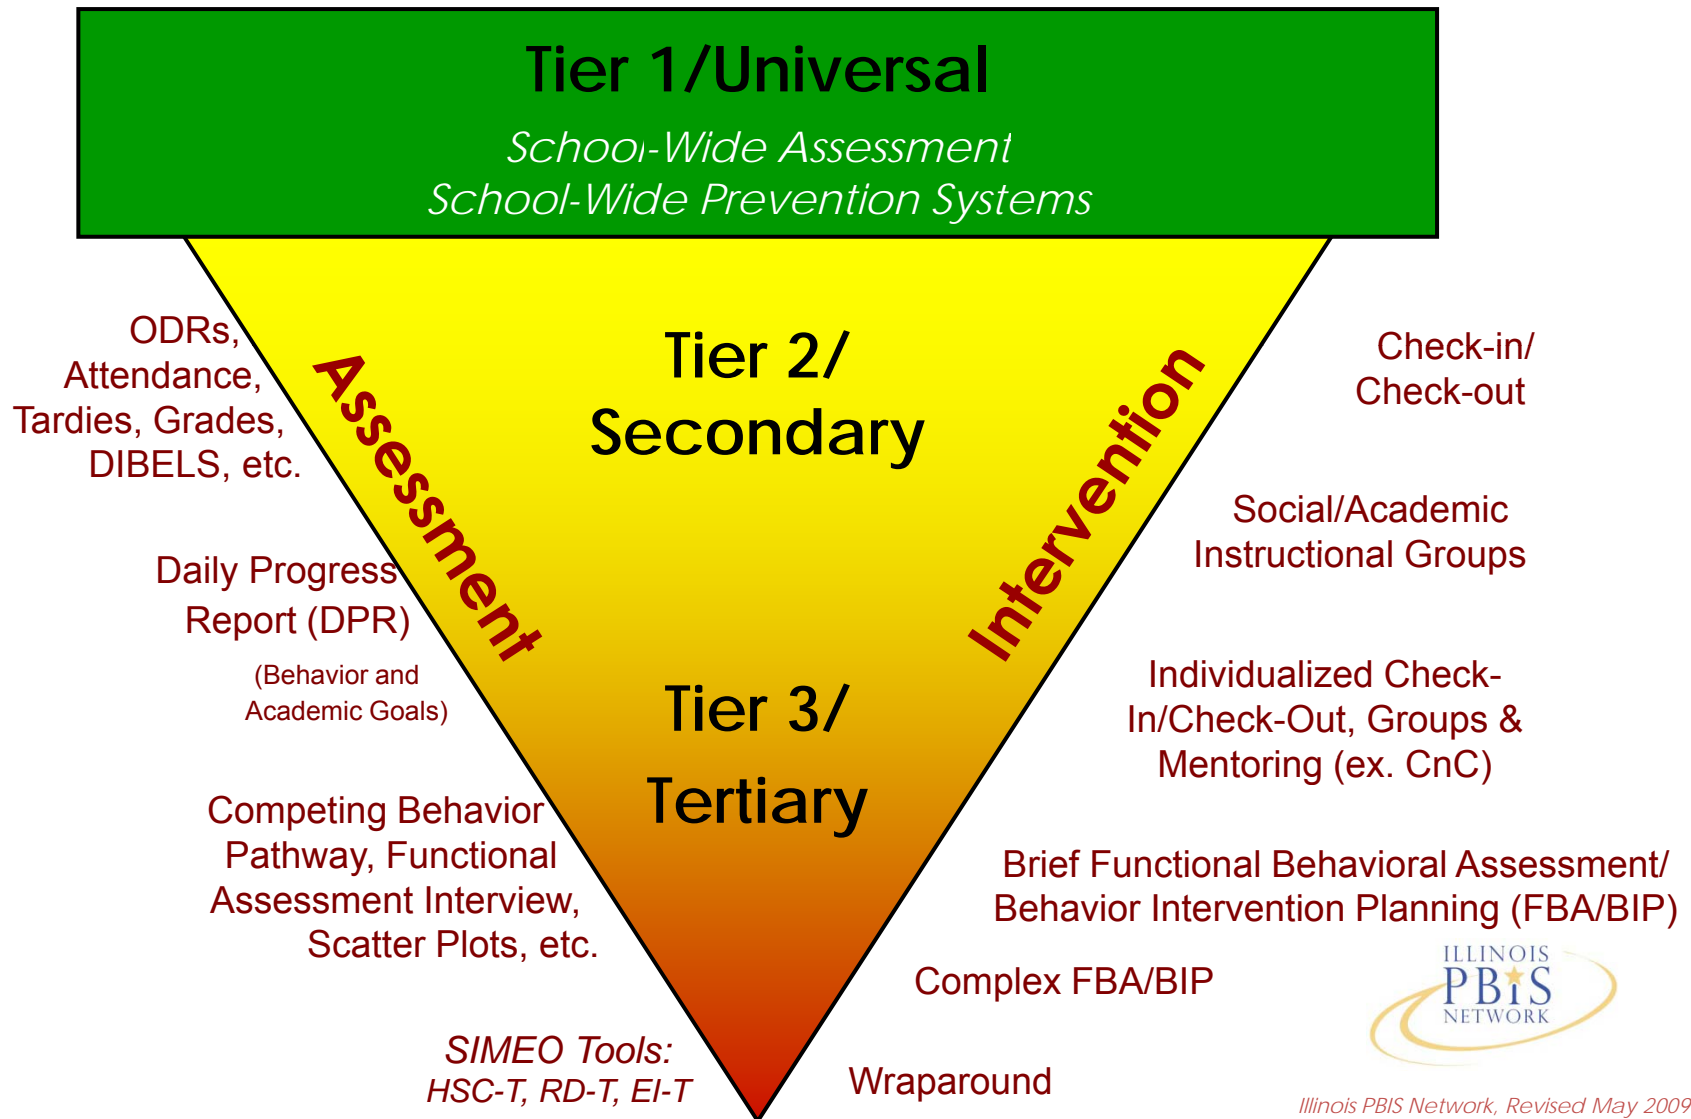 Tier 1/Universal
School-Wide Assessment
School-Wide Prevention Systems
ODRs,
Attendance,
Tardies, Grades,
DIBELS, etc.
Daily Progress
Report (DPR)
(Behavior and
Academic Goals)
Competing Behavior
Pathway, Functional
Assessment Interview,
Scatter Plots, etc.
SIMEO Tools:
HSC-T, RD-T, EI-T
Assessment
Tier 2/
Secondary
Tier 3/
Tertiary
Intervention
Check-in/
Check-out
Social/Academic
Instructional Groups
Individualized Check-
In/Check-Out, Groups &
Mentoring (ex. CnC)
Brief Functional Behavioral Assessment/
Behavior Intervention Planning (FBA/BIP)
Complex FBA/BIP
Wraparound
ILLINOIS
PBiS
NETWORK
Illinois PBIS Network, Revised May 2009